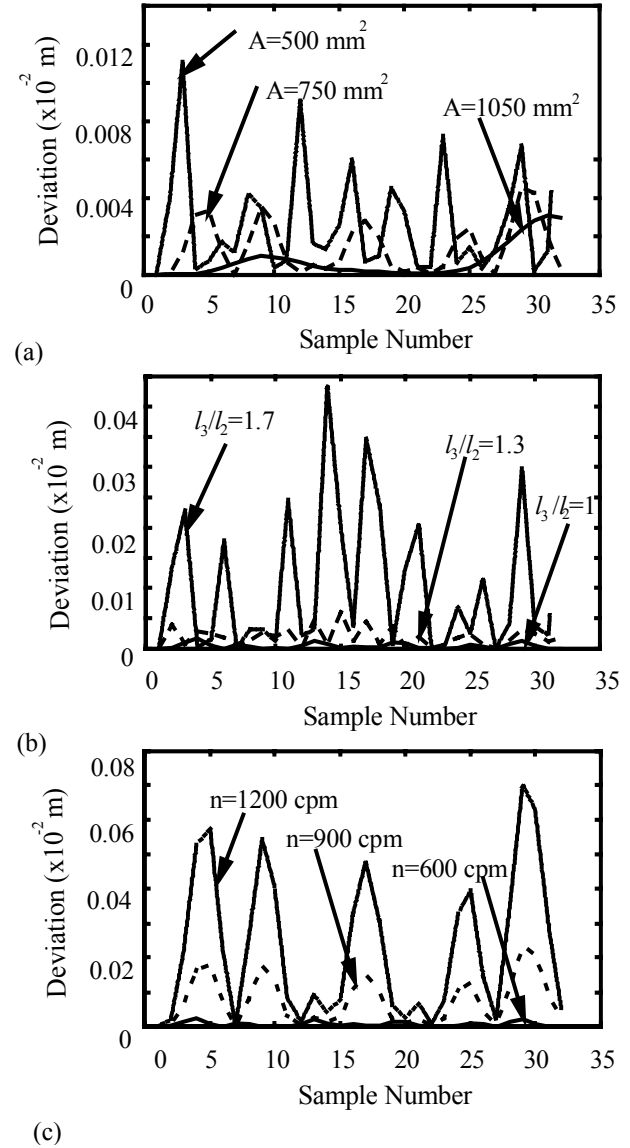 0.012
A=500 mm²
A=750 mm²
A=1050 mm²
0.008
0.004
0
Deviation (x10⁻² m)
0 5 10 15 20 25 30 35
Sample Number
(a)
0.04
l₃/l₂=1.7
l₃/l₂=1.3
l₃/l₂=1
0.03
0.02
0.01
0
Deviation (x10⁻² m)
0 5 10 15 20 25 30 35
Sample Number
(b)
0.08
n=1200 cpm
n=900 cpm
n=600 cpm
0.06
0.04
0.02
0
Deviation (x10⁻² m)
0 5 10 15 20 25 30 35
Sample Number
(c)